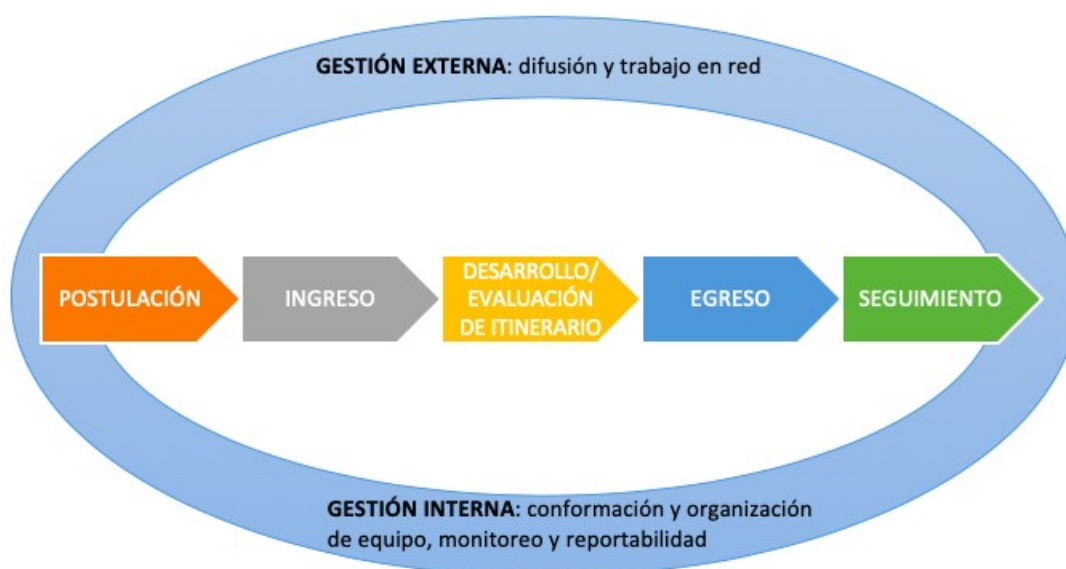 GESTIÓN EXTERNA: difusión y trabajo en red
POSTULACIÓN
INGRESO
DESARROLLO/
EVALUACIÓN
DE ITINERARIO
EGRESO
SEGUIMIENTO
GESTIÓN INTERNA: conformación y organización
de equipo, monitoreo y reportabilidad